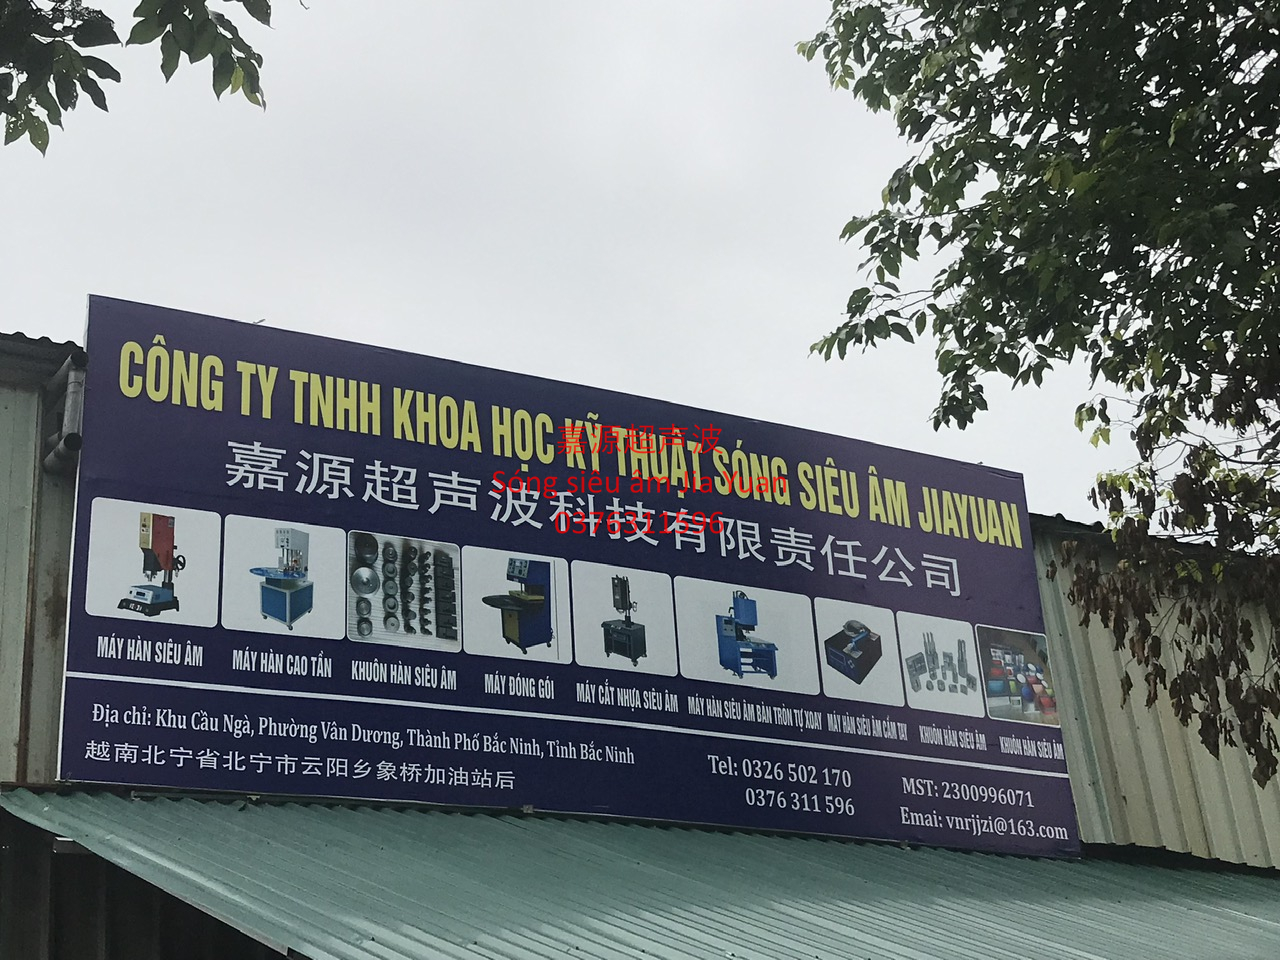 CÔNG TY TNHH KHOA HỌC KỸ THUẬT SÓNG SIÊU ÂM JIAYUAN
嘉源超声波科技有限责任公司
嘉源超声波
Sóng siêu âm Jia Yuan
0376311596
MÁY HÀN SIÊU ÂM
MÁY HÀN CAO TẦN
KHUÔN HÀN SIÊU ÂM
MÁY ĐÓNG GÓI
MÁY CẮT NHỰA SIÊU ÂM
MÁY HÀN SIÊU ÂM BÀN TRÒN TỰ XOAY
MÁY HÀN SIÊU ÂM CẦM TAY
KHUÔN HÀN SIÊU ÂM
KHUÔN HÀN SIÊU ÂM
Địa chỉ: Khu Cầu Ngà, Phường Vân Dương, Thành Phố Bắc Ninh, Tỉnh Bắc Ninh
越南北宁省北宁市云阳乡象桥加油站后
Tel: 0326 502 170
0376 311 596
MST: 2300996071
Emai: vnrjjzi@163.com